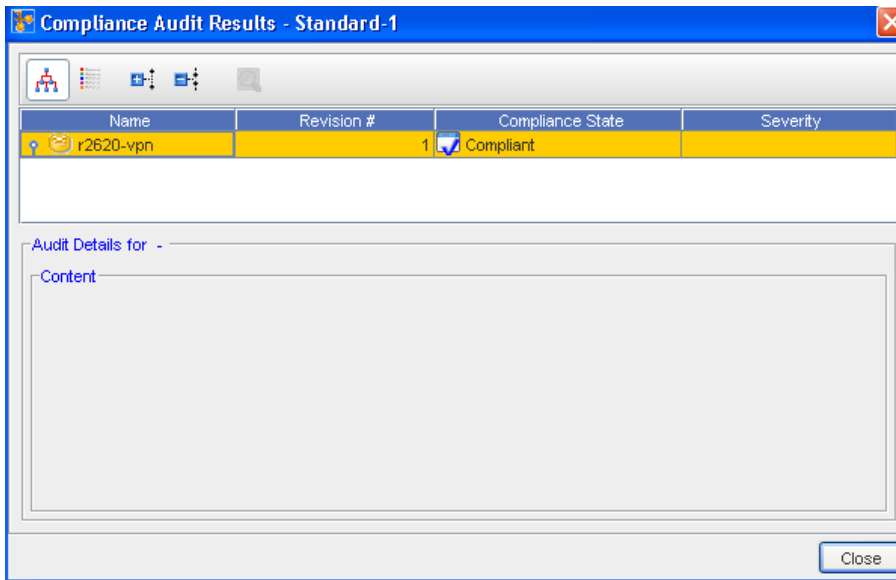 Compliance Audit Results - Standard-1
Name Revision # Compliance State Severity
r2620-vpn 1 Compliant
Audit Details for -
Content
Close